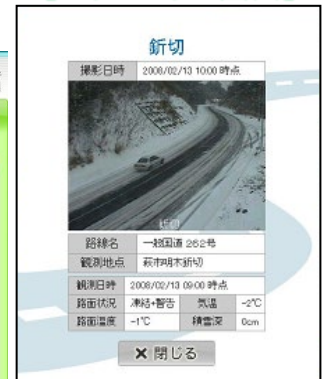 釿切
撮影日時 2008/02/13 10:00 時点
釿切
路線名 一般国道 262号
観測地点 萩市明木釿切
観測日時 2008/02/13 09:00 時点
路面状況 凍結+警告 気温 -2℃
路面温度 -1℃ 積雪深 0cm
×閉じる